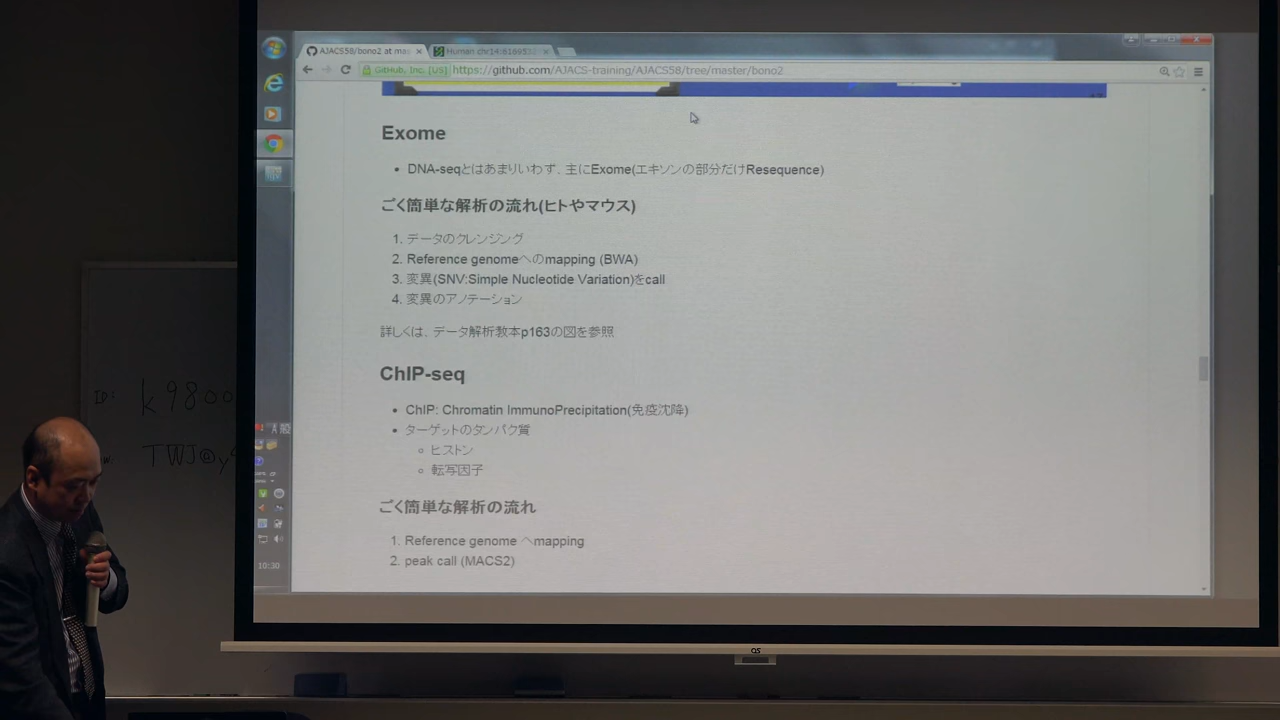 AJACS58/bono2 at mas
Human chr14:61665
GitHub, Inc. [US] https://github.com/AJACS-training/AJACS58/tree/master/bono2
Exome
• DNA-seqとはあまりいわず、主にExome(エキソンの部分だけResequence)
ごく簡単な解析の流れ(ヒトやマウス)
1. データのクレンジング
2. Reference genomeへのmapping (BWA)
3. 変異(SNV:Simple Nucleotide Variation)をcall
4. 変異のアノテーション
詳しくは、データ解析教本p163の図を参照
ChIP-seq
• ChIP: Chromatin ImmunoPrecipitation(免疫沈降)
• ターゲットのタンパク質
◦ ヒストン
◦ 転写因子
ごく簡単な解析の流れ
1. Reference genome へmapping
2. peak call (MACS2)
10:30
ID: k9800
TWJ@y
OS